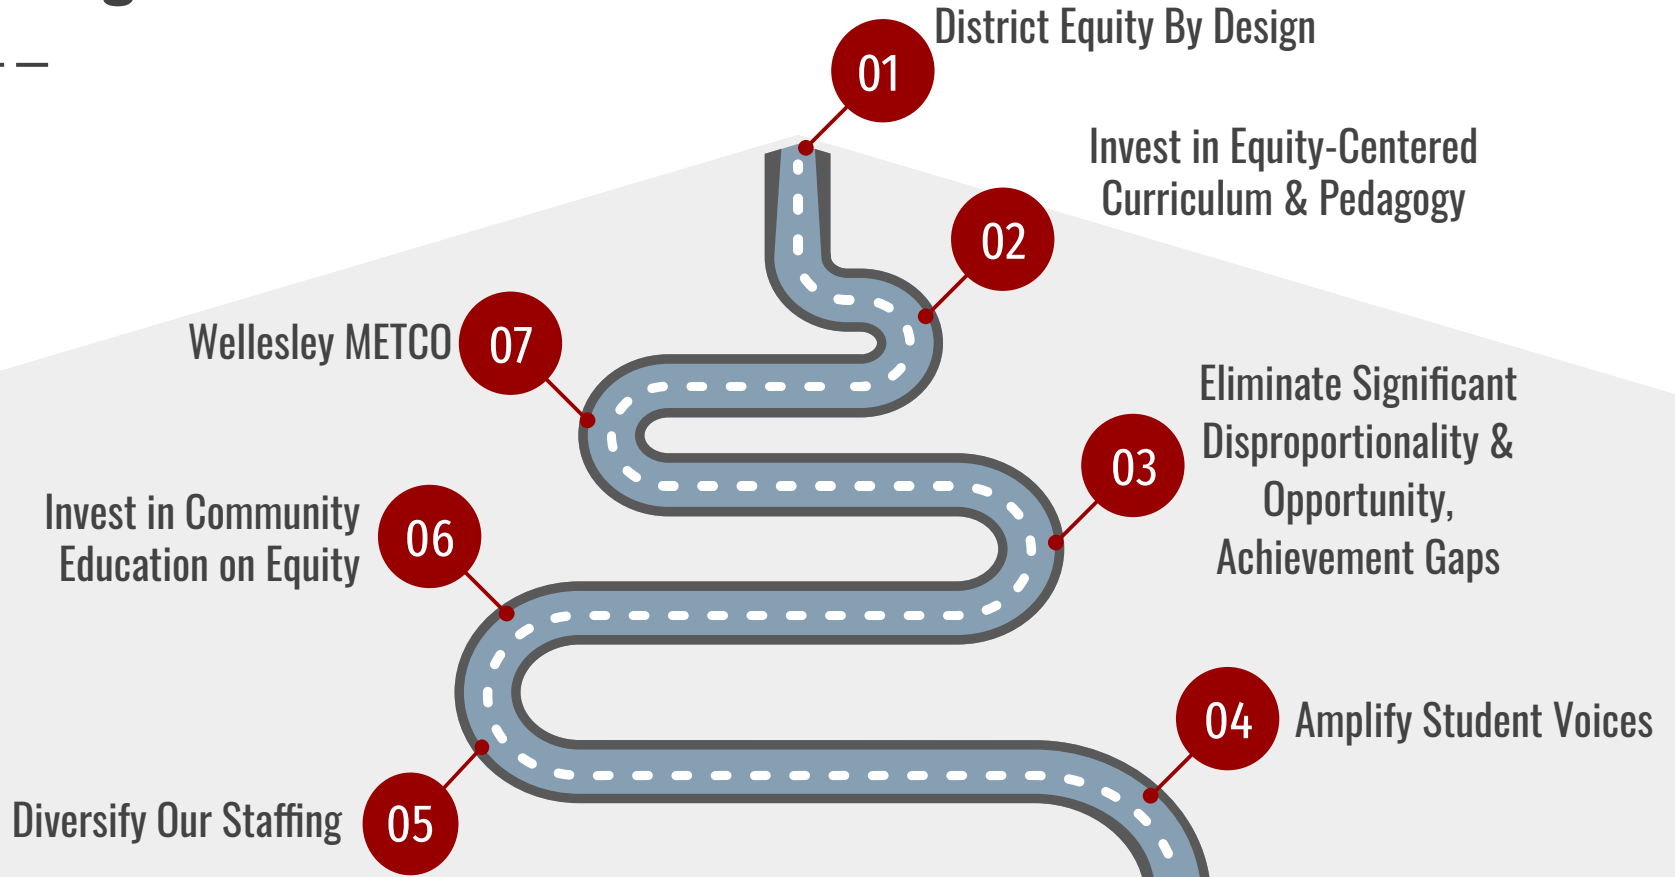 01
District Equity By Design
02
Invest in Equity-Centered
Curriculum & Pedagogy
07
Wellesley METCO
03
Eliminate Significant
Disproportionality &
Opportunity,
Achievement Gaps
06
Invest in Community
Education on Equity
04
Amplify Student Voices
05
Diversify Our Staffing